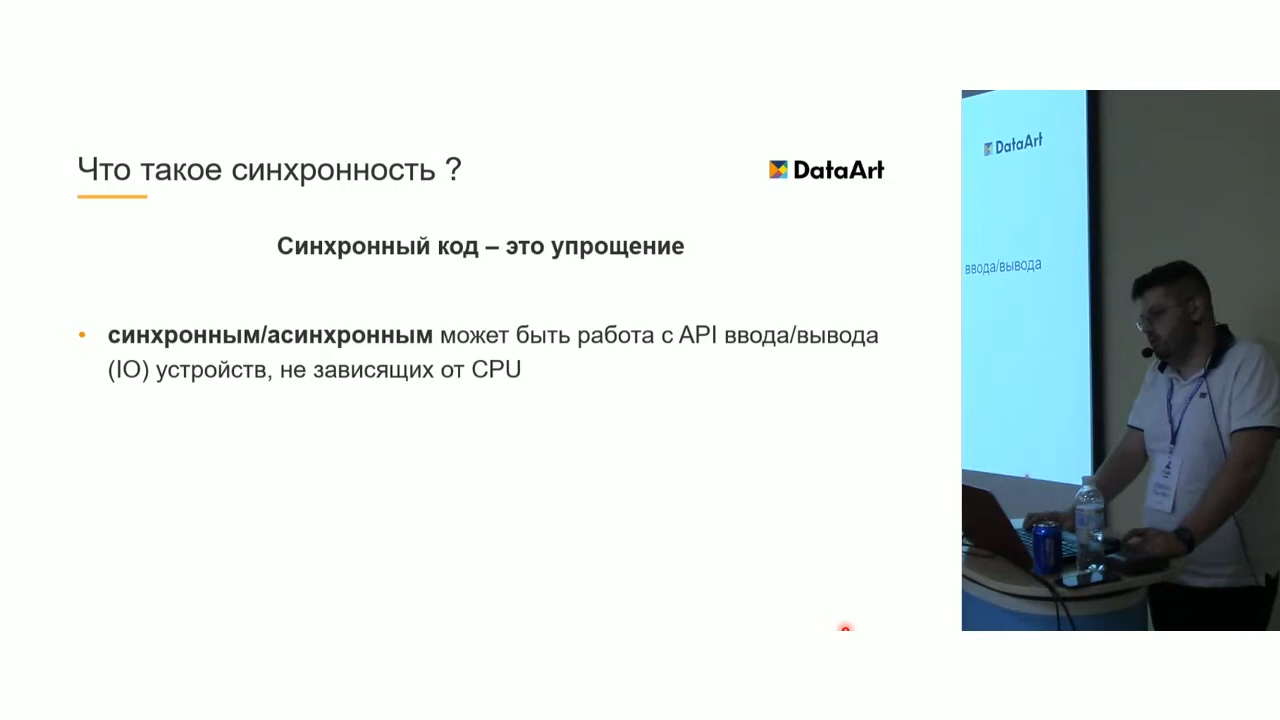 Что такое синхронность ?
DataArt
Синхронный код – это упрощение
• синхронным/асинхронным может быть работа с API ввода/вывода
(IO) устройств, не зависящих от CPU
DataArt
ввода/вывода